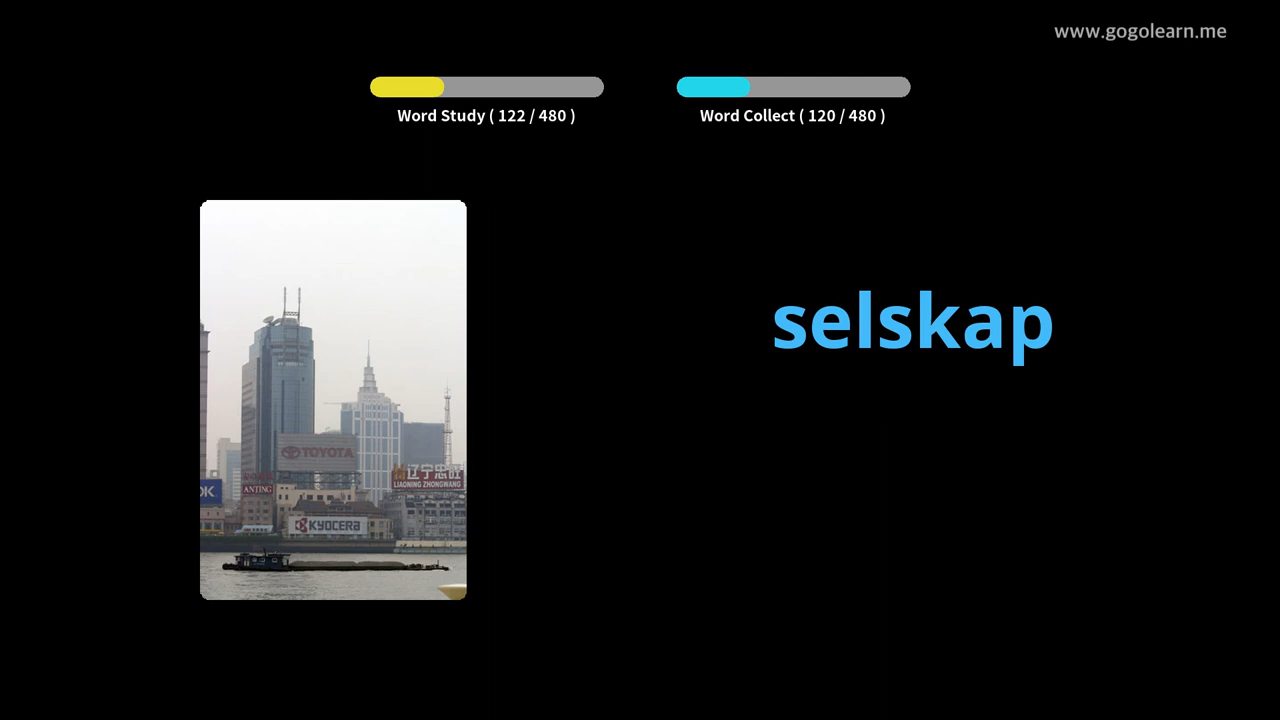 www.gogolearn.me
Word Study ( 122 / 480 )
Word Collect ( 120 / 480 )
selskap
TOYOTA
辽宁忠旺
LIAONING ZHONGWANG
ANTING
KYOCERA